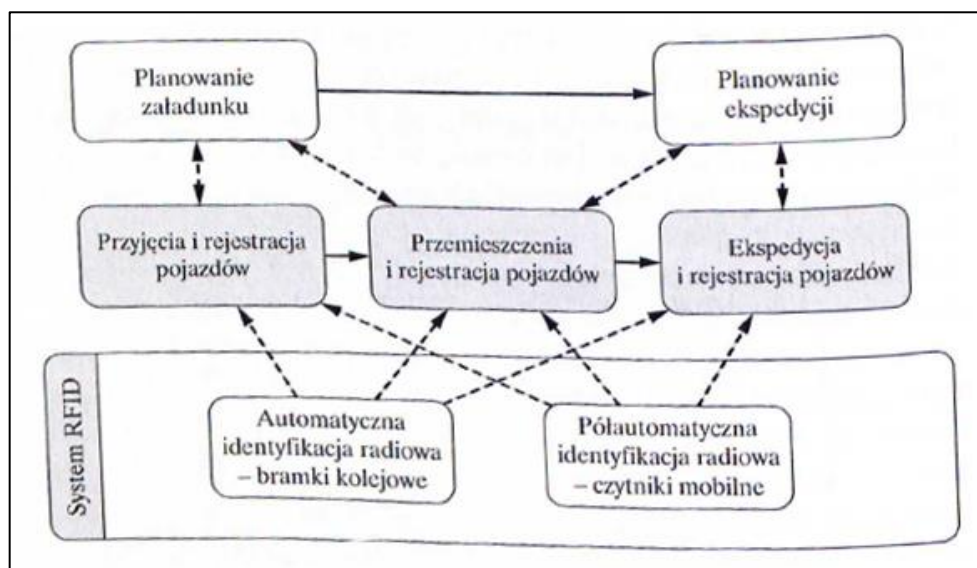 Planowanie
załadunku
Planowanie
ekspedycji
Przyjęcia i rejestracja
pojazdów
Przemieszczenia
i rejestracja pojazdów
Ekspedycja
i rejestracja pojazdów
System RFID
Automatyczna
identyfikacja radiowa
– bramki kolejowe
Półautomatyczna
identyfikacja radiowa
– czytniki mobilne